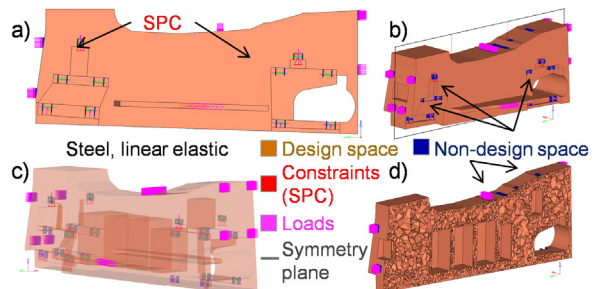 a)
SPC
b)
Steel, linear elastic
Design space
Non-design space
c)
Constraints
(SPC)
d)
Loads
Symmetry
plane